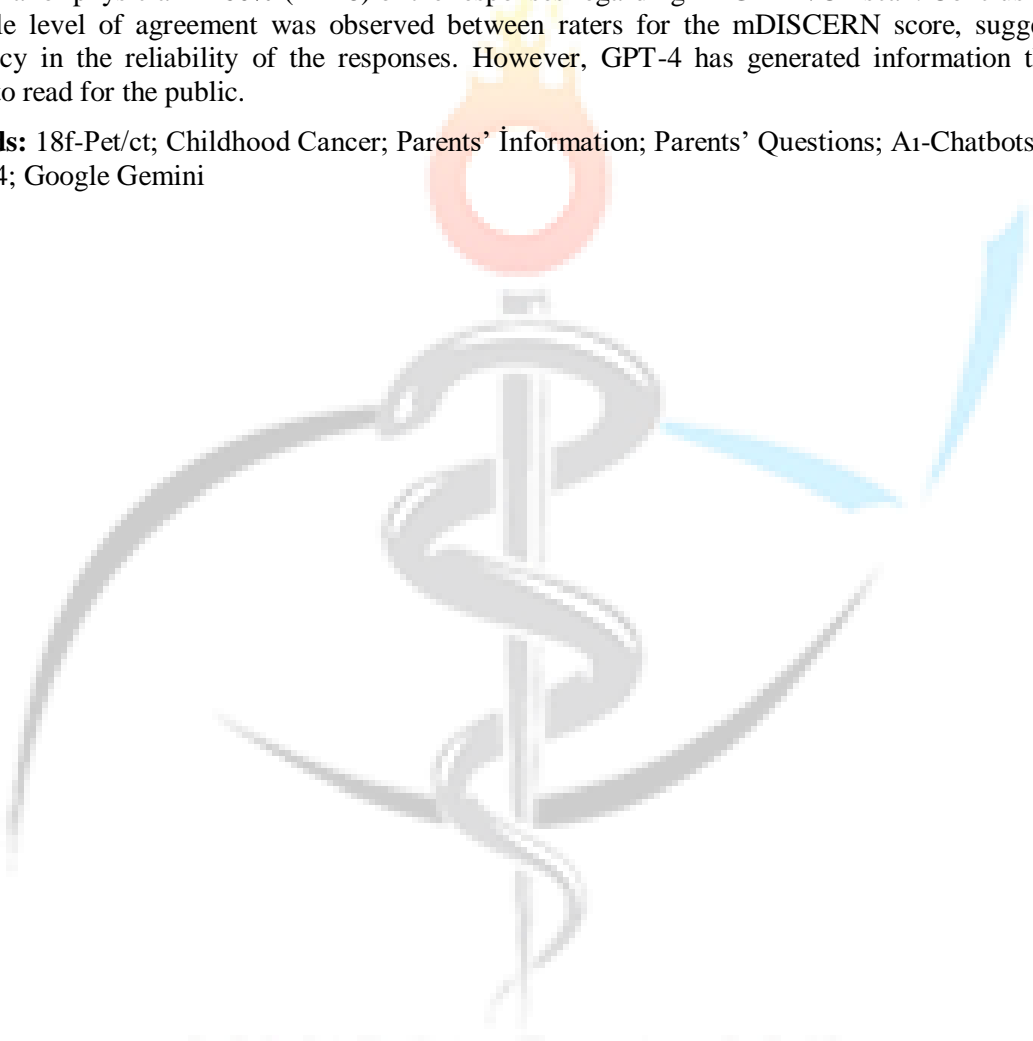 le level of agreement was observed between raters for the mDISCERN score, sugge
cy in the reliability of the responses. However, GPT-4 has generated information t
o read for the public.
ls: 18f-Pet/ct; Childhood Cancer; Parents’ İnformation; Parents’ Questions; Aı-Chatbots
4; Google Gemini